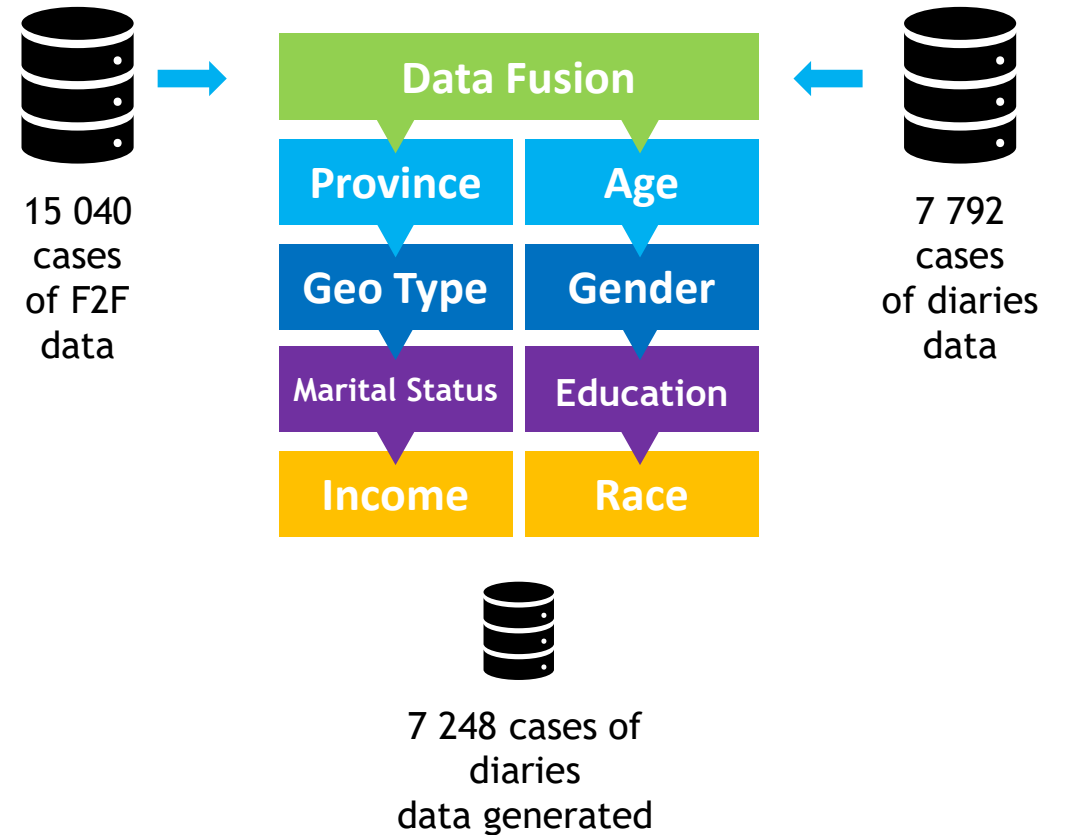 Data Fusion
Province
Age
Geo Type
Gender
Marital Status
Education
Income
Race
15 040
cases
of F2F
data
7 792
cases
of diaries
data
7 248 cases of
diaries
data generated